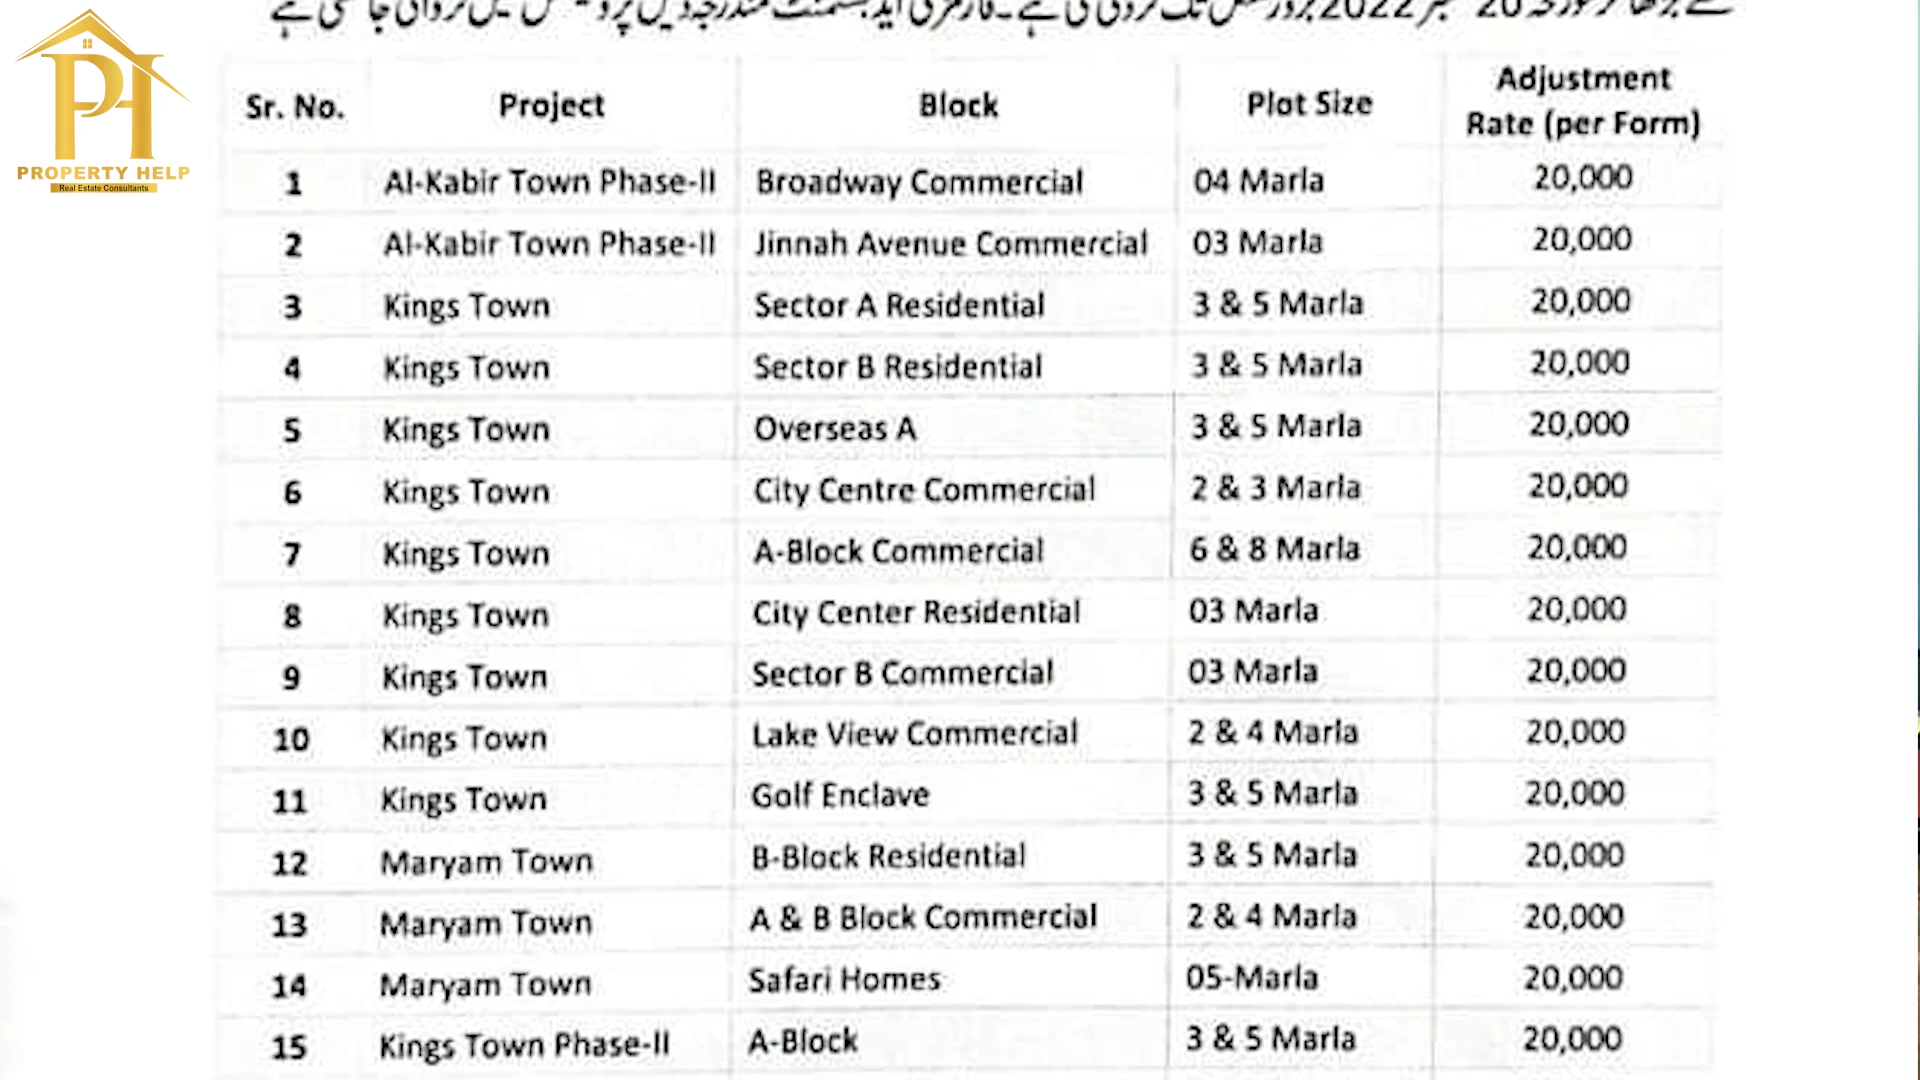 20 ستمبر 2022
PH
PROPERTY HELP
Real Estate Consultants
Sr. No. Project Block Plot Size Adjustment Rate (per Form)
1 Al-Kabir Town Phase-II Broadway Commercial 04 Marla 20,000
2 Al-Kabir Town Phase-II Jinnah Avenue Commercial 03 Marla 20,000
3 Kings Town Sector A Residential 3 & 5 Marla 20,000
4 Kings Town Sector B Residential 3 & 5 Marla 20,000
5 Kings Town Overseas A 3 & 5 Marla 20,000
6 Kings Town City Centre Commercial 2 & 3 Marla 20,000
7 Kings Town A-Block Commercial 6 & 8 Marla 20,000
8 Kings Town City Center Residential 03 Marla 20,000
9 Kings Town Sector B Commercial 03 Marla 20,000
10 Kings Town Lake View Commercial 2 & 4 Marla 20,000
11 Kings Town Golf Enclave 3 & 5 Marla 20,000
12 Maryam Town B-Block Residential 3 & 5 Marla 20,000
13 Maryam Town A & B Block Commercial 2 & 4 Marla 20,000
14 Maryam Town Safari Homes 05-Marla 20,000
15 Kings Town Phase-II A-Block 3 & 5 Marla 20,000